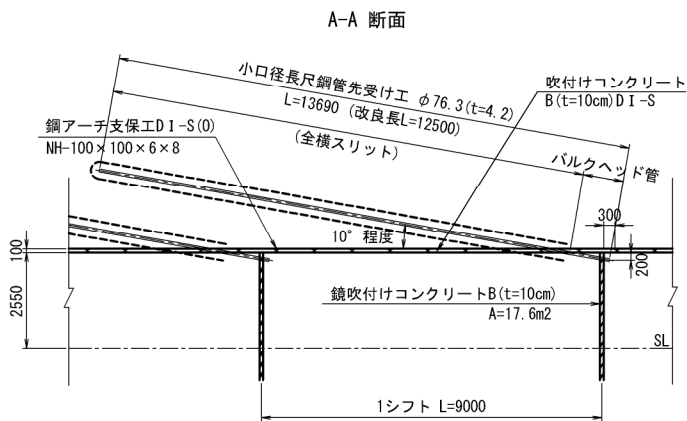 A-A 断面
小口径長尺鋼管先受け工 φ76.3(t=4.2)
L=13690 (改良長L=12500)
(全横スリット)
吹付けコンクリート
B(t=10cm)DⅠ-S
鋼アーチ支保工DⅠ-S(O)
NH-100×100×6×8
バルクヘッド管
300
10° 程度
100
200
2550
鏡吹付けコンクリートB(t=10cm)
A=17.6m2
SL
1シフト L=9000